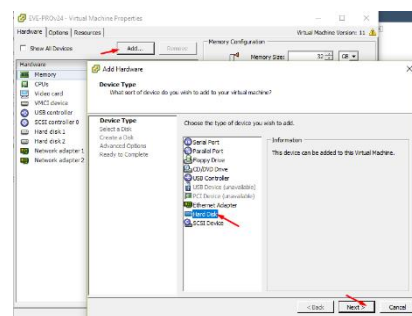 EVE-PROv24 - Virtual Machine Properties
Hardware Options Resources
Virtual Machine Version: 11
Show All Devices
Add...
Remove
Memory Configuration
Memory Size: 32 GB
Hardware
Memory
CPUs
Video card
VMCI device
USB controller
SCSI controller 0
Hard disk 1
Hard disk 2
Network adapter 1
Network adapter 2
Add Hardware
Device Type
What sort of device do you wish to add to your virtual machine?
Device Type
Select a Disk
Create a Disk
Advanced Options
Ready to Complete
Choose the type of device you wish to add.
Serial Port
Parallel Port
Floppy Drive
CD/DVD Drive
USB Controller
USB Device (unavailable)
PCI Device (unavailable)
Ethernet Adapter
Hard Disk
SCSI Device
Information
This device can be added to this Virtual Machine.
< Back
Next >
Cancel